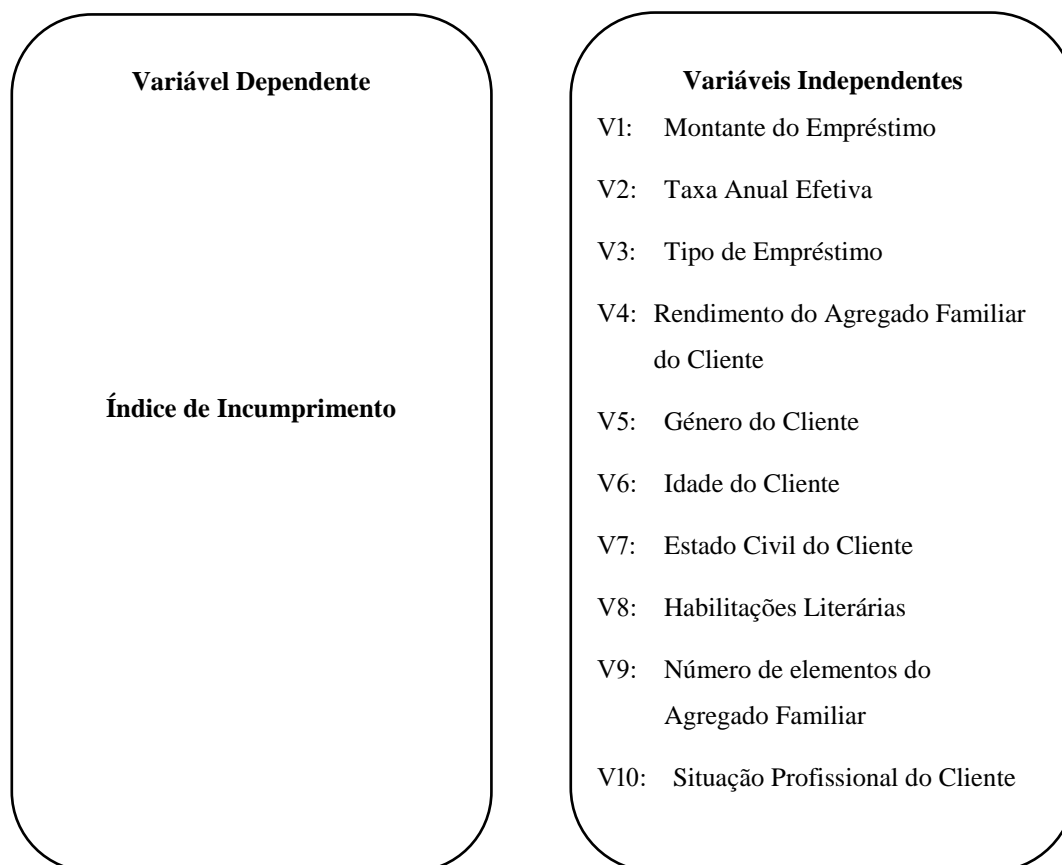 Variável Dependente
Índice de Incumprimento
Variáveis Independentes
V1: Montante do Empréstimo
V2: Taxa Anual Efetiva
V3: Tipo de Empréstimo
V4: Rendimento do Agregado Familiar
do Cliente
V5: Género do Cliente
V6: Idade do Cliente
V7: Estado Civil do Cliente
V8: Habilitações Literárias
V9: Número de elementos do
Agregado Familiar
V10: Situação Profissional do Cliente